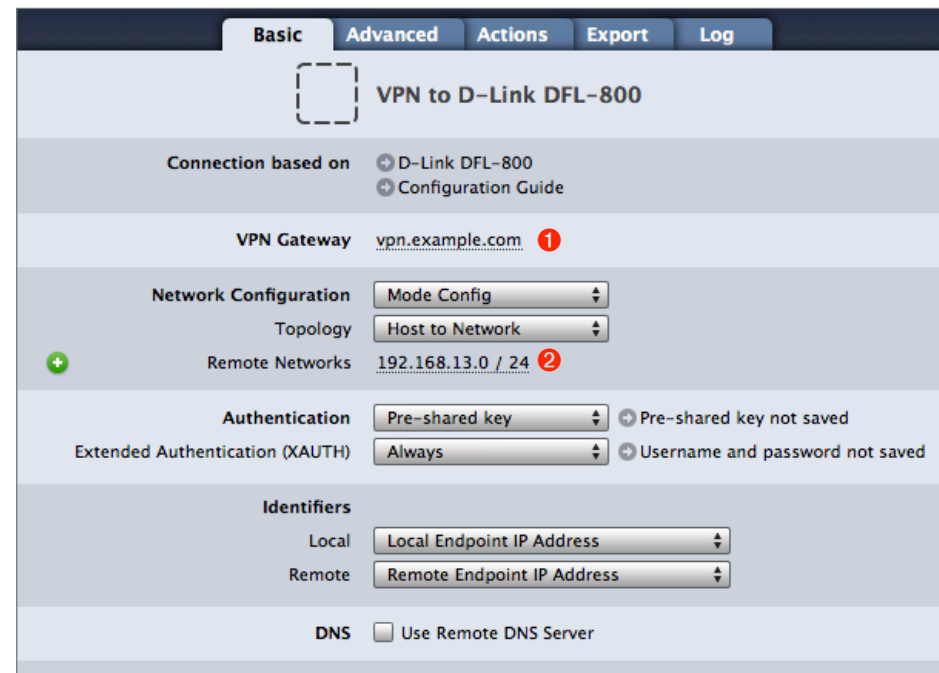 Basic Advanced Actions Export Log
VPN to D-Link DFL-800
Connection based on D-Link DFL-800
Configuration Guide
VPN Gateway vpn.example.com 1
Network Configuration Mode Config
Topology Host to Network
Remote Networks 192.168.13.0 / 24 2
Authentication Pre-shared key Pre-shared key not saved
Extended Authentication (XAUTH) Always Username and password not saved
Identifiers
Local Local Endpoint IP Address
Remote Remote Endpoint IP Address
DNS Use Remote DNS Server